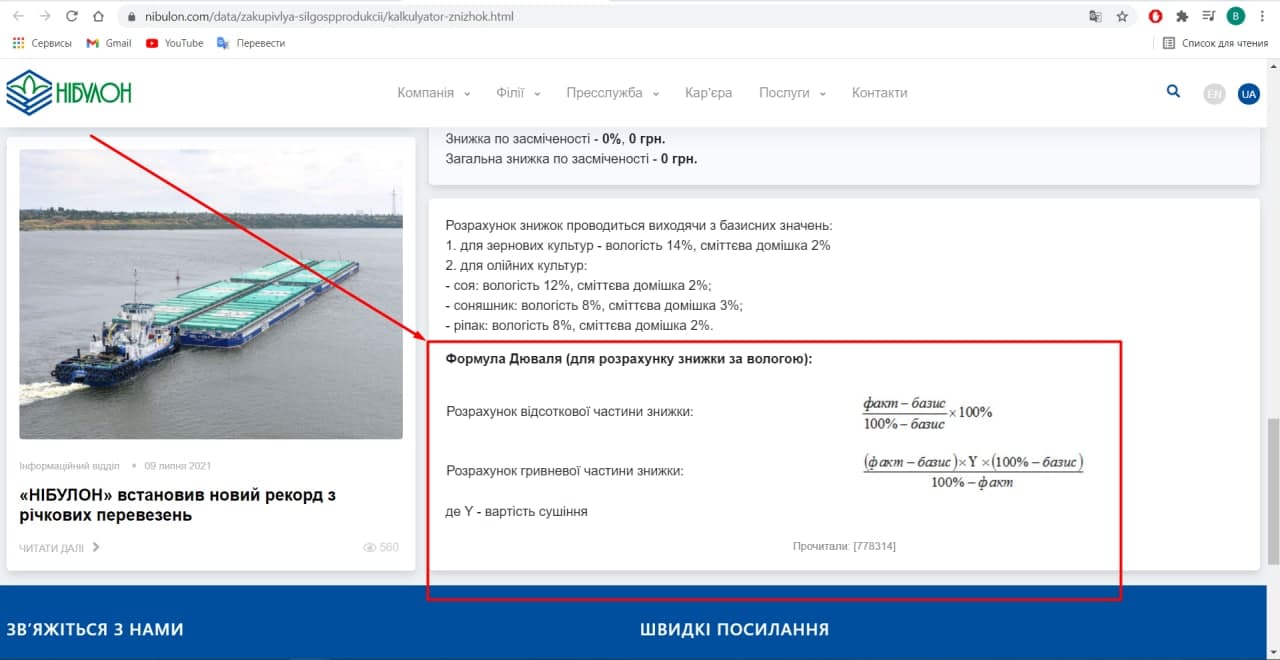 nibulon.com/data/zakupivlya-silgospprodukcii/kalkulyator-znizhok.html
B
Сервисы Gmail YouTube Перевести Список для чтения
НІБУЛОН Компанія Філії Пресслужба Кар'єра Послуги Контакти EN UA
Знижка по засміченості - 0%, 0 грн.
Загальна знижка по засміченості - 0 грн.
Розрахунок знижок проводиться виходячи з базисних значень:
1. для зернових культур - вологість 14%, сміттєва домішка 2%
2. для олійних культур:
- соя: вологість 12%, сміттєва домішка 2%;
- соняшник: вологість 8%, сміттєва домішка 3%;
- ріпак: вологість 8%, сміттєва домішка 2%.
Формула Дюваля (для розрахунку знижки за вологою):
Розрахунок відсоткової частини знижки:
факт – базис
100% – базис
×100%
Розрахунок гривневої частини знижки:
(факт – базис)×Y×(100% – базис)
100% – факт
де Y - вартість сушіння
Прочитали: [778314]
Інформаційний відділ • 09 липня 2021
«НІБУЛОН» встановив новий рекорд з
річкових перевезень
ЧИТАТИ ДАЛІ 560
ЗВ’ЯЖІТЬСЯ З НАМИ
ШВИДКІ ПОСИЛАННЯ